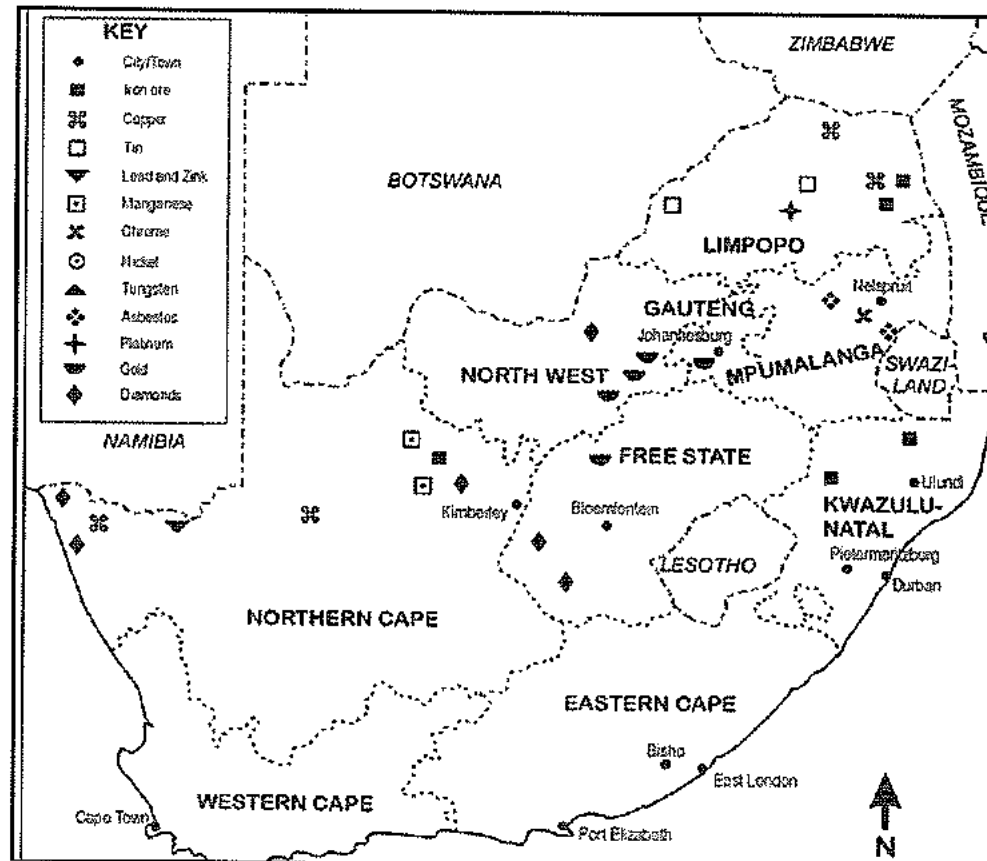 KEY
City/Town
Iron ore
Copper
Tin
Lead and Zink
Manganese
Chrome
Nickel
Tungsten
Asbestos
Platinum
Gold
Diamonds
ZIMBABWE
MOZAMBIQUE
BOTSWANA
LIMPOPO
Nelspruit
GAUTENG
Johannesburg
MPUMALANGA
SWAZI-
LAND
NORTH WEST
NAMIBIA
FREE STATE
Ulundi
Kimberley
Bloemfontein
KWAZULU-
NATAL
Pietermaritzburg
LESOTHO
Durban
NORTHERN CAPE
EASTERN CAPE
Bisho
East London
WESTERN CAPE
Cape Town
Port Elizabeth
N